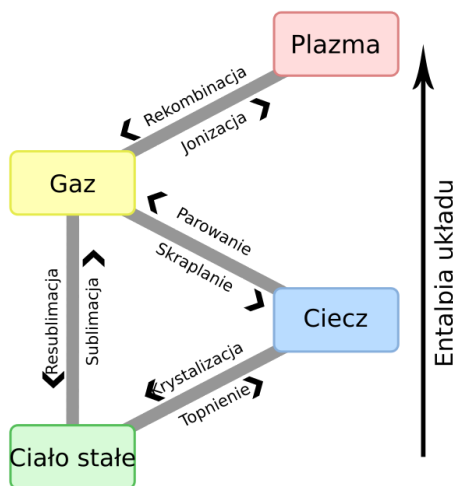 Plazma
Rekombinacja
Jonizacja
Gaz
Parowanie
Skraplanie
Resublimacja
Sublimacja
Ciecz
Krystalizacja
Topnienie
Ciało stałe
Entalpia układu